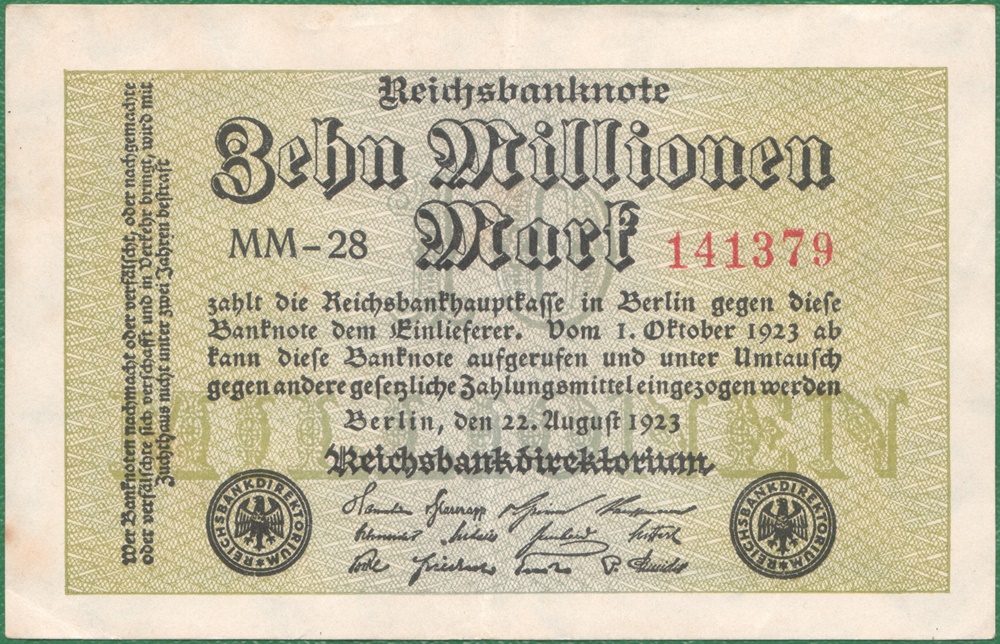 Reichsbanknote
Zehn Millionen
Mark
MM-28
141379
zahlt die Reichsbankhauptkasse in Berlin gegen diese
Banknote dem Einlieferer. Vom 1. Oktober 1923 ab
kann diese Banknote aufgerufen und unter Umtausch
gegen andere gesetzliche Zahlungsmittel eingezogen werden
Berlin, den 22. August 1923
Reichsbankdirektorium
REICHSBANKDIREKTORIUM
REICHSBANKDIREKTORIUM
Wer Banknoten nachmacht oder verfälscht, oder nachgemachte
oder verfälschte sich verschafft und in Verkehr bringt, wird mit
Zuchthaus nicht unter zwei Jahren bestraft
10
MILLIONEN